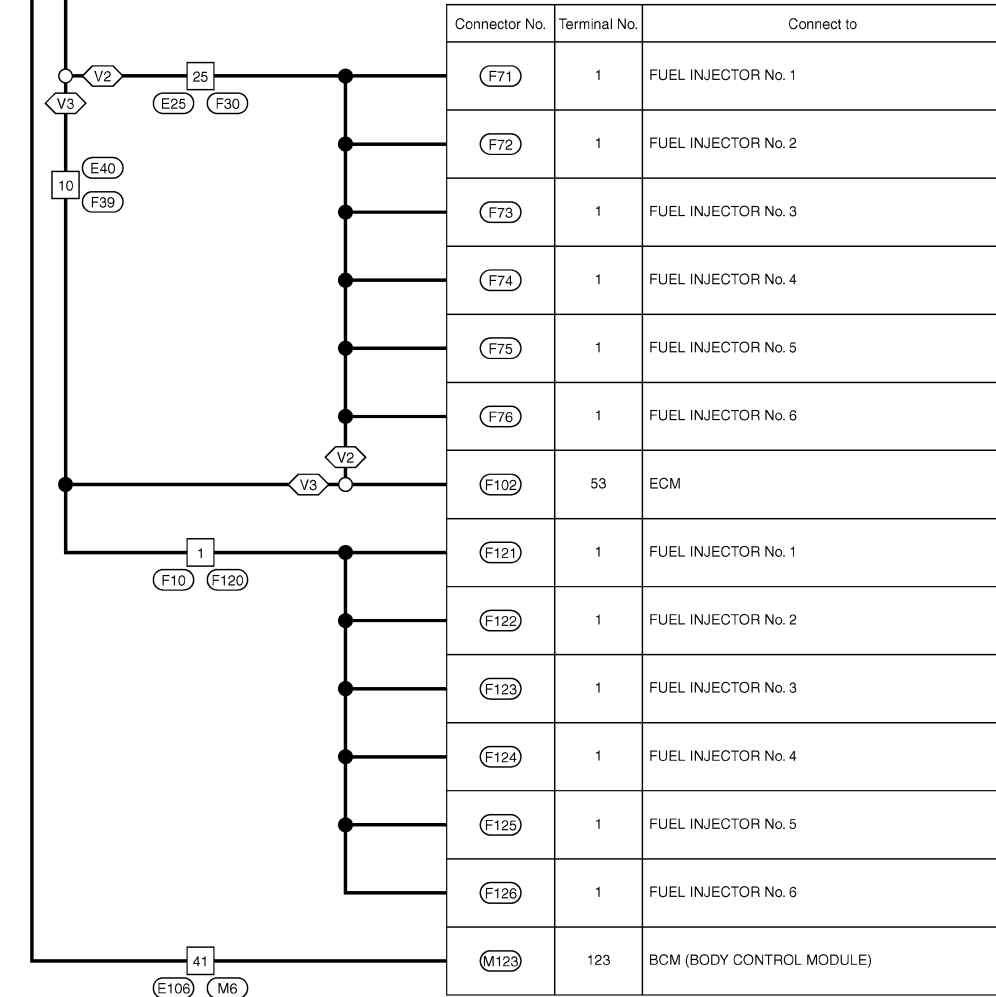 Connector No. Terminal No. Connect to
V2 25 F71 1 FUEL INJECTOR No. 1
V3 E25 F30
F72 1 FUEL INJECTOR No. 2
E40
10
F39
F73 1 FUEL INJECTOR No. 3
F74 1 FUEL INJECTOR No. 4
F75 1 FUEL INJECTOR No. 5
F76 1 FUEL INJECTOR No. 6
V2
V3 F102 53 ECM
1 F121 1 FUEL INJECTOR No. 1
F10 F120
F122 1 FUEL INJECTOR No. 2
F123 1 FUEL INJECTOR No. 3
F124 1 FUEL INJECTOR No. 4
F125 1 FUEL INJECTOR No. 5
F126 1 FUEL INJECTOR No. 6
41 M123 123 BCM (BODY CONTROL MODULE)
E106 M6